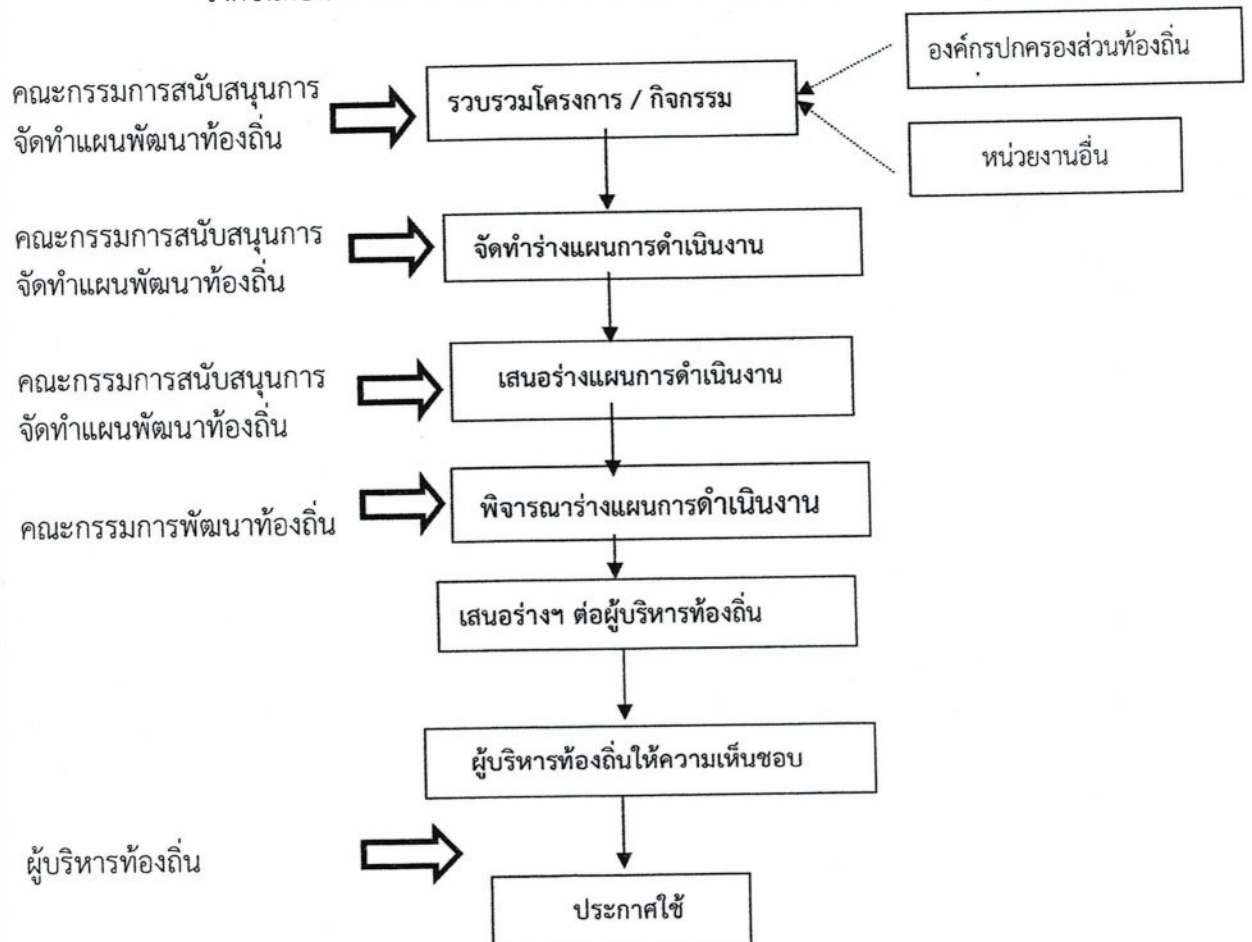 องค์กรปกครองส่วนท้องถิ่น
คณะกรรมการสนับสนุนการ
จัดทำแผนพัฒนาท้องถิ่น
รวบรวมโครงการ / กิจกรรม
หน่วยงานอื่น
คณะกรรมการสนับสนุนการ
จัดทำแผนพัฒนาท้องถิ่น
จัดทำร่างแผนการดำเนินงาน
คณะกรรมการสนับสนุนการ
จัดทำแผนพัฒนาท้องถิ่น
เสนอร่างแผนการดำเนินงาน
คณะกรรมการพัฒนาท้องถิ่น
พิจารณาร่างแผนการดำเนินงาน
เสนอร่างฯ ต่อผู้บริหารท้องถิ่น
ผู้บริหารท้องถิ่นให้ความเห็นชอบ
ผู้บริหารท้องถิ่น
ประกาศใช้